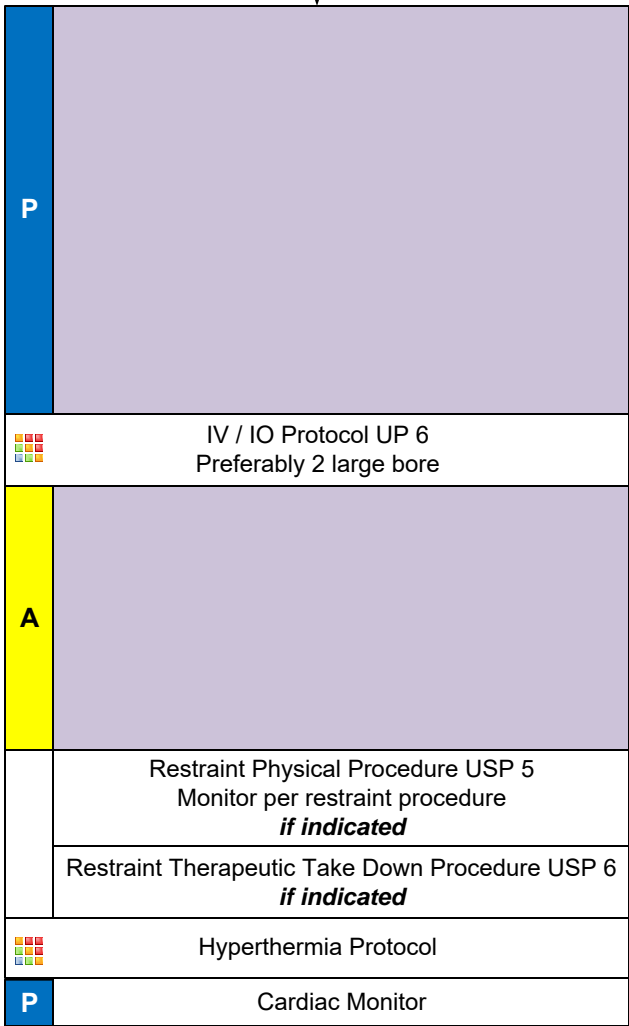 P
IV / IO Protocol UP 6
Preferably 2 large bore
A
Restraint Physical Procedure USP 5
Monitor per restraint procedure
if indicated
Restraint Therapeutic Take Down Procedure USP 6
if indicated
Hyperthermia Protocol
P
Cardiac Monitor